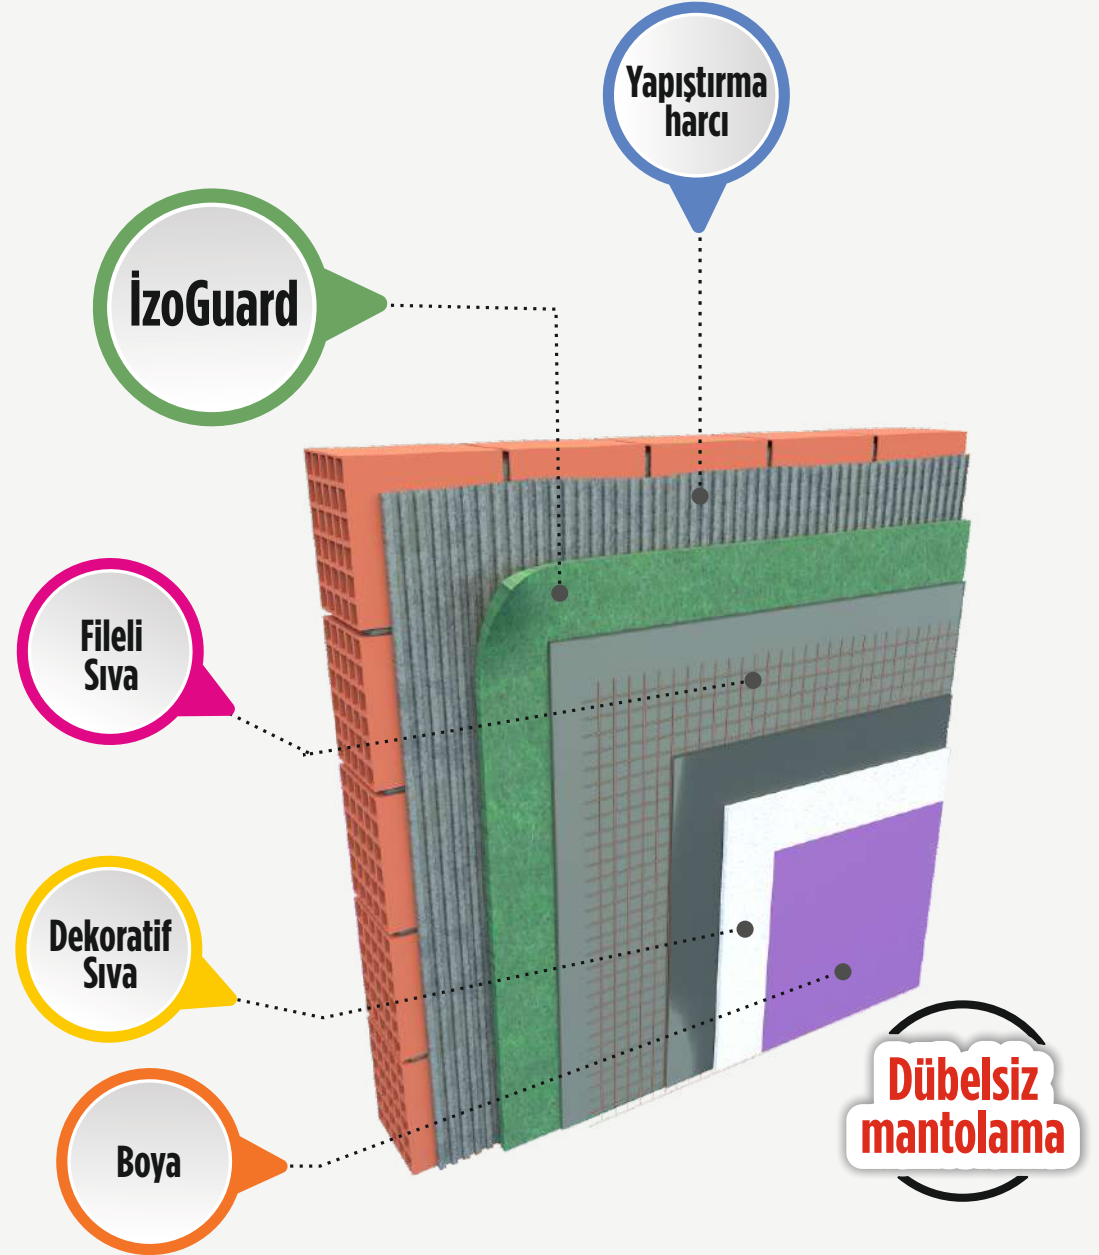 Yapıştırma
harcı
İzoGuard
Fileli
Sıva
Dekoratif
Sıva
Boya
Dübelsiz
mantolama